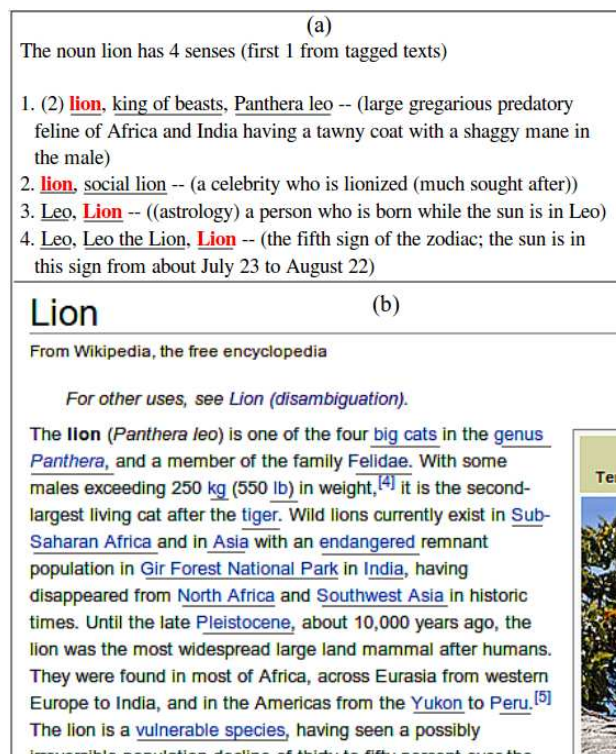 (a)
The noun lion has 4 senses (first 1 from tagged texts)
1. (2) lion, king of beasts, Panthera leo -- (large gregarious predatory
feline of Africa and India having a tawny coat with a shaggy mane in
the male)
2. lion, social lion -- (a celebrity who is lionized (much sought after))
3. Leo, Lion -- ((astrology) a person who is born while the sun is in Leo)
4. Leo, Leo the Lion, Lion -- (the fifth sign of the zodiac; the sun is in
this sign from about July 23 to August 22)
Lion
(b)
From Wikipedia, the free encyclopedia
For other uses, see Lion (disambiguation).
The lion (Panthera leo) is one of the four big cats in the genus
Panthera, and a member of the family Felidae. With some
males exceeding 250 kg (550 lb) in weight,[4] it is the second-
largest living cat after the tiger. Wild lions currently exist in Sub-
Saharan Africa and in Asia with an endangered remnant
population in Gir Forest National Park in India, having
disappeared from North Africa and Southwest Asia in historic
times. Until the late Pleistocene, about 10,000 years ago, the
lion was the most widespread large land mammal after humans.
They were found in most of Africa, across Eurasia from western
Europe to India, and in the Americas from the Yukon to Peru.[5]
The lion is a vulnerable species, having seen a possibly